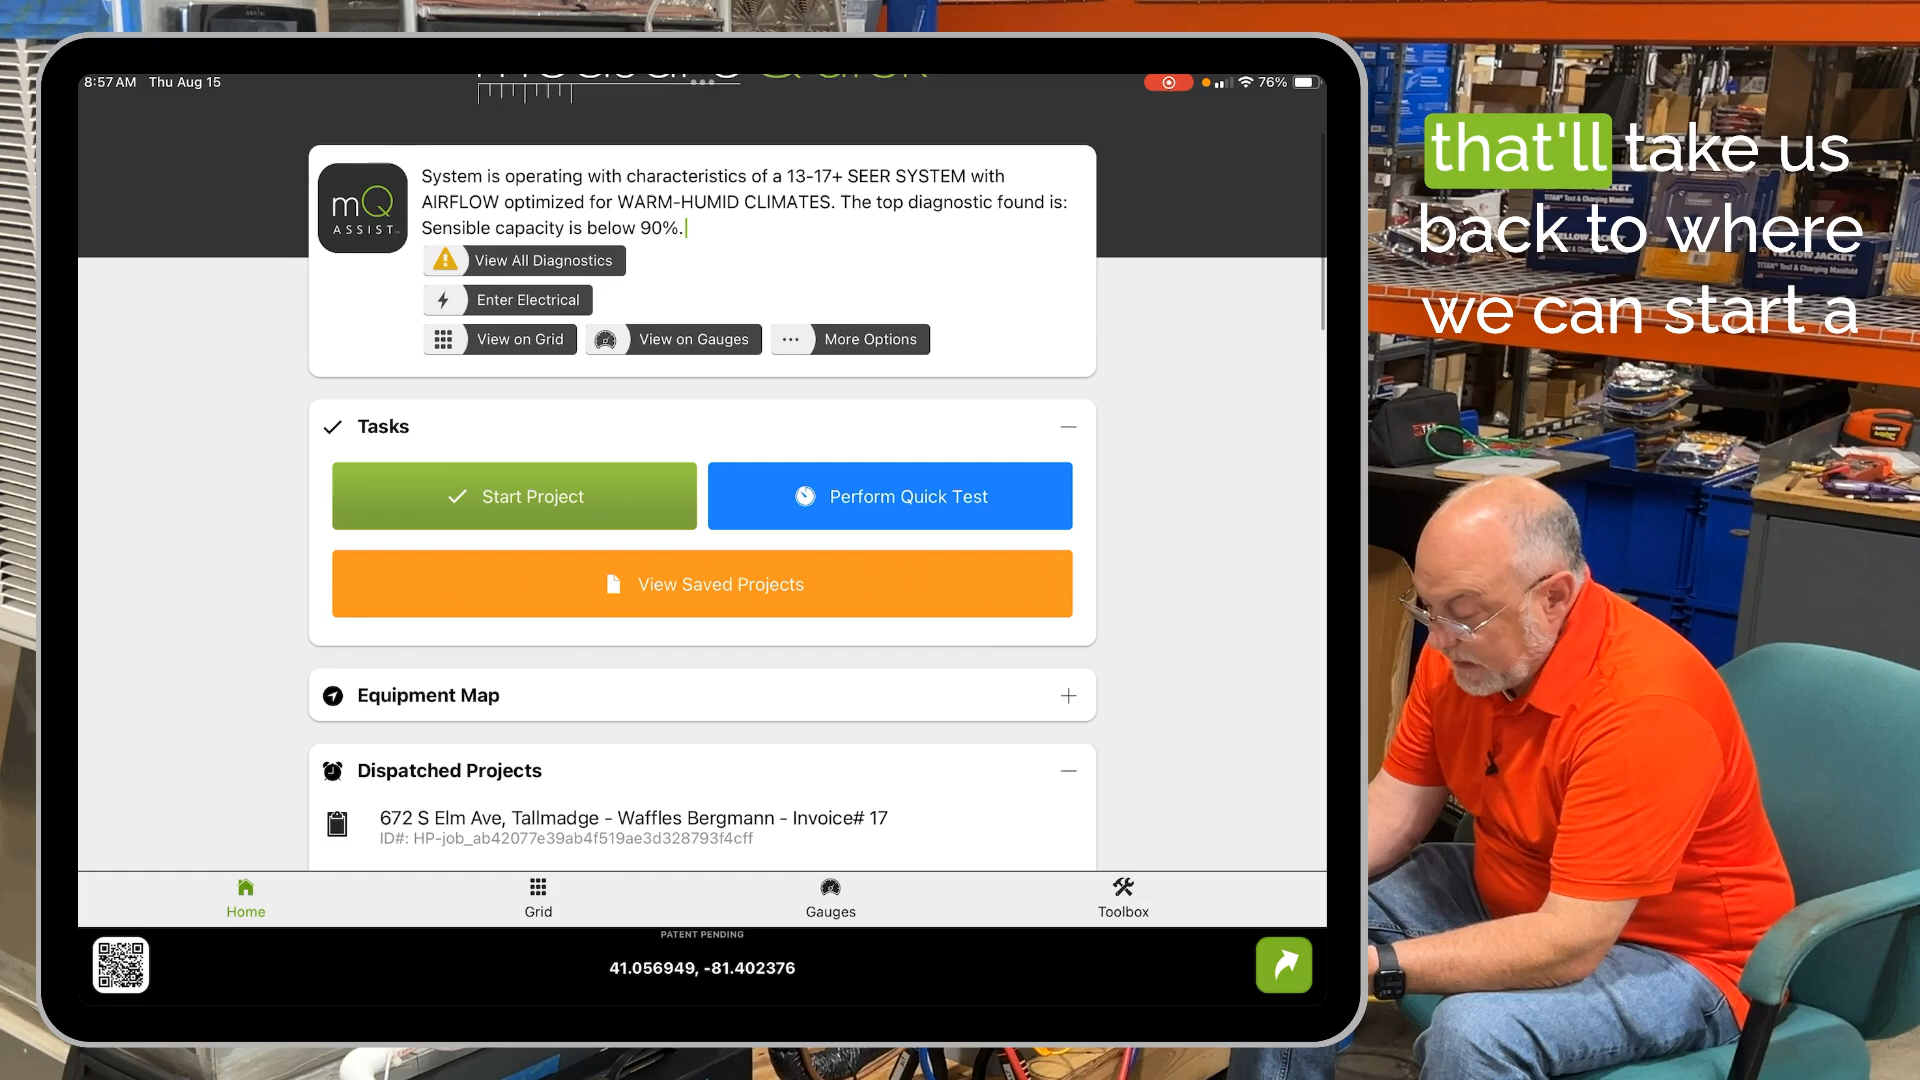 8:57 AM Thu Aug 15
76%
mQ
ASSIST
System is operating with characteristics of a 13-17+ SEER SYSTEM with
AIRFLOW optimized for WARM-HUMID CLIMATES. The top diagnostic found is:
Sensible capacity is below 90%.
View All Diagnostics
Enter Electrical
View on Grid
View on Gauges
More Options
Tasks
Start Project
Perform Quick Test
View Saved Projects
Equipment Map
Dispatched Projects
672 S Elm Ave, Tallmadge - Waffles Bergmann - Invoice# 17
ID#: HP-job_ab42077e39ab4f519ae3d328793f4cff
Home
Grid
Gauges
Toolbox
PATENT PENDING
41.056949, -81.402376
that'll take us
back to where
we can start a
YELLOW JACKET